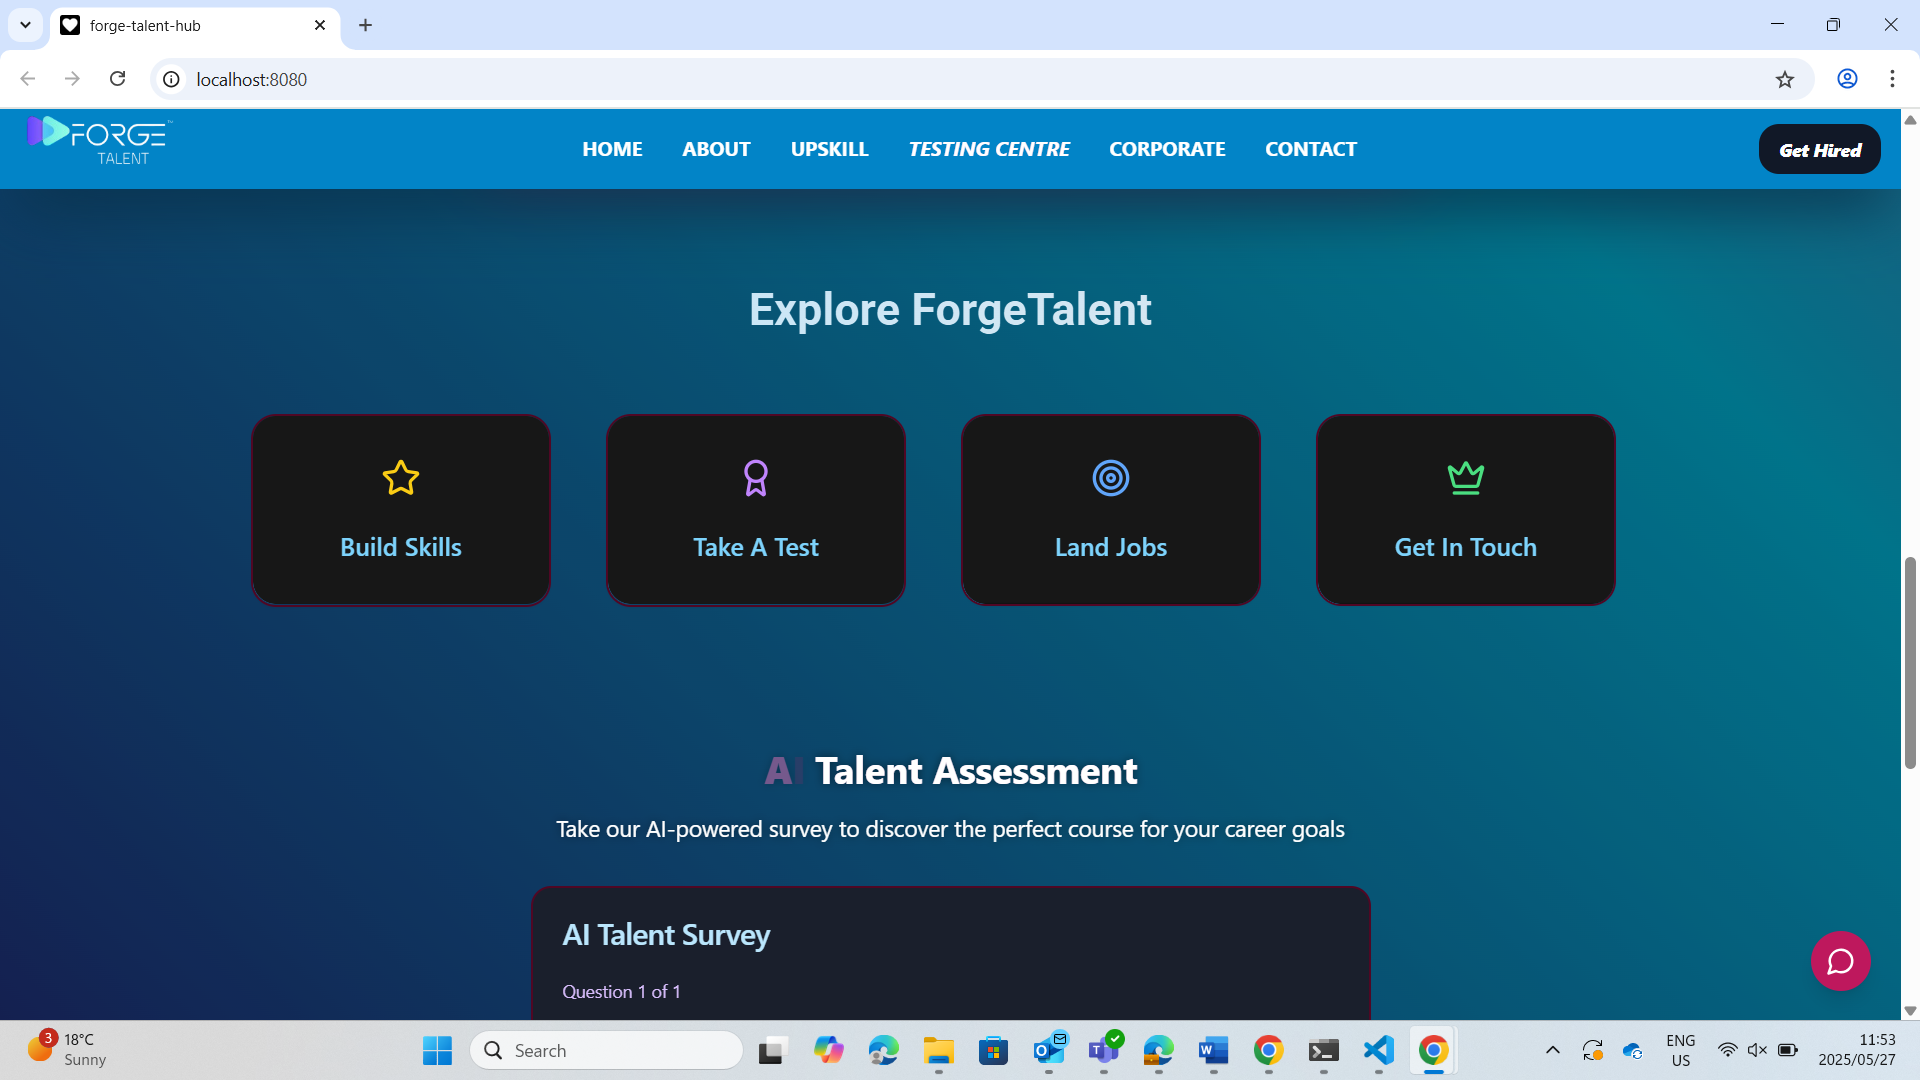 forge-talent-hub
localhost:8080
FORGE™
TALENT
HOME
ABOUT
UPSKILL
TESTING CENTRE
CORPORATE
CONTACT
Get Hired
Explore ForgeTalent
Build Skills
Take A Test
Land Jobs
Get In Touch
AI Talent Assessment
Take our AI-powered survey to discover the perfect course for your career goals
AI Talent Survey
Question 1 of 1
3
18°C
Sunny
Search
ENG
US
11:53
2025/05/27